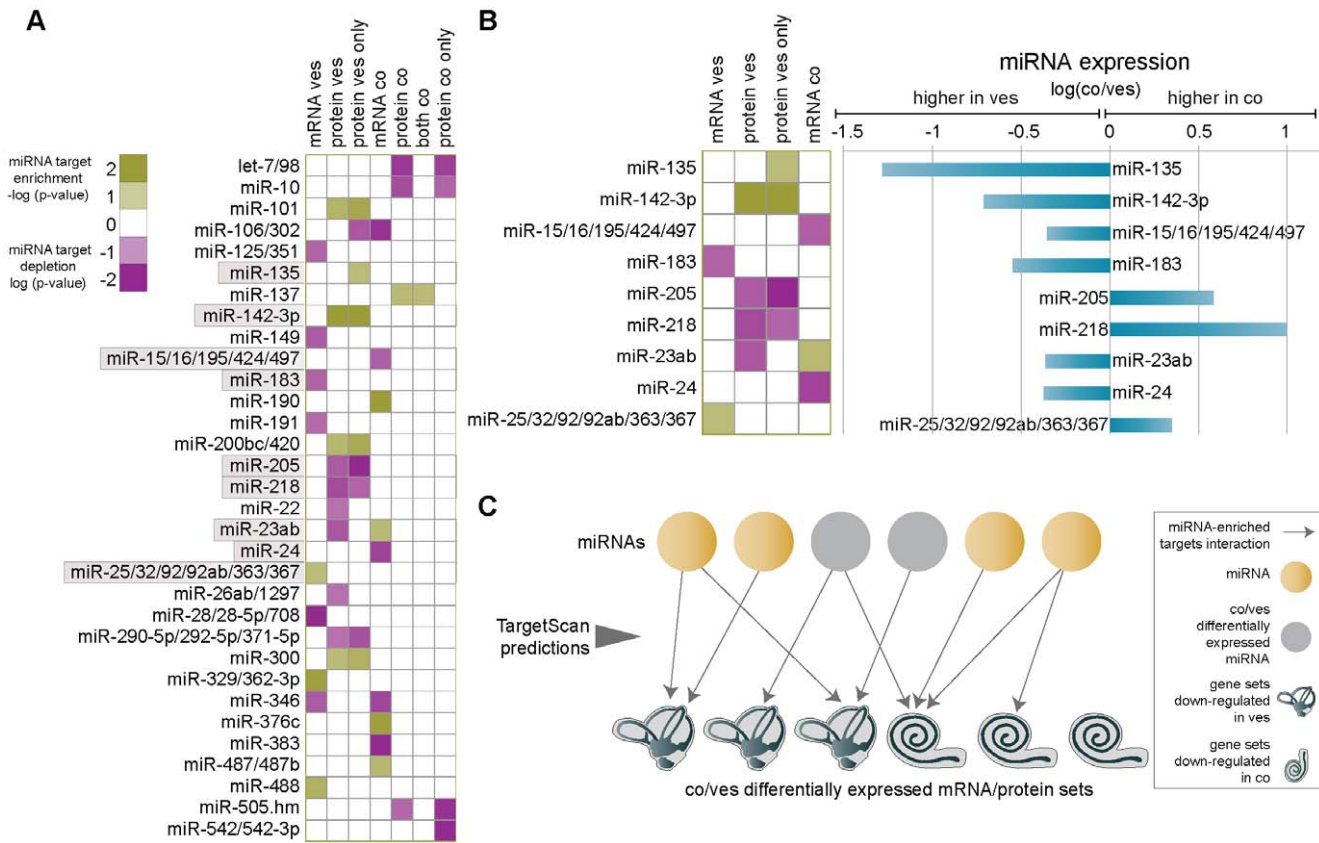 A
mRNA ves
protein ves
protein ves only
mRNA co
protein co
both co
protein co only
miRNA target
enrichment
-log (p-value)
2
1
0
-1
-2
miRNA target
depletion
log (p-value)
let-7/98
miR-10
miR-101
miR-106/302
miR-125/351
miR-135
miR-137
miR-142-3p
miR-149
miR-15/16/195/424/497
miR-183
miR-190
miR-191
miR-200bc/420
miR-205
miR-218
miR-22
miR-23ab
miR-24
miR-25/32/92/92ab/363/367
miR-26ab/1297
miR-28/28-5p/708
miR-290-5p/292-5p/371-5p
miR-300
miR-329/362-3p
miR-346
miR-376c
miR-383
miR-487/487b
miR-488
miR-505.hm
miR-542/542-3p
B
mRNA ves
protein ves
protein ves only
mRNA co
miRNA expression
log(co/ves)
higher in ves
higher in co
-1.5
-1
-0.5
-0
0
0.5
1
miR-135
miR-142-3p
miR-15/16/195/424/497
miR-183
miR-205
miR-218
miR-23ab
miR-24
miR-25/32/92/92ab/363/367
miR-135
miR-142-3p
miR-15/16/195/424/497
miR-183
miR-205
miR-218
miR-23ab
miR-24
miR-25/32/92/92ab/363/367
C
miRNAs
TargetScan
predictions
co/ves differentially expressed mRNA/protein sets
miRNA-enriched
targets interaction
miRNA
co/ves
differentially
expressed
miRNA
gene sets
down-regulated
in ves
gene sets
down-regulated
in co